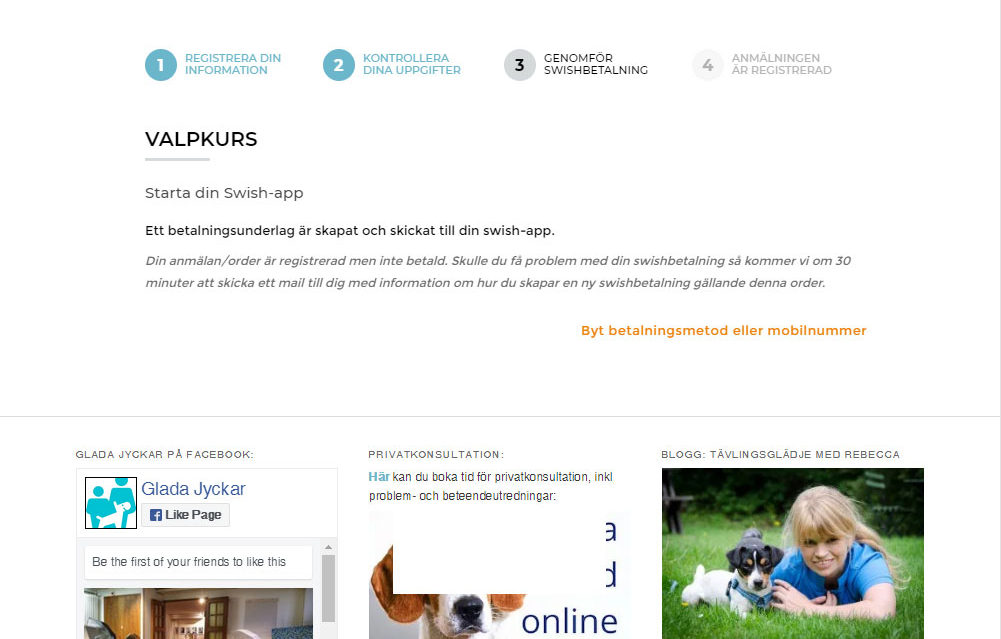 1 REGISTRERA DIN
INFORMATION
2 KONTROLLERA
DINA UPPGIFTER
3 GENOMFÖR
SWISHBETALNING
4 ANMÄLNINGEN
ÄR REGISTRERAD
VALPKURS
Starta din Swish-app
Ett betalningsunderlag är skapat och skickat till din swish-app.
Din anmälan/order är registrerad men inte betald. Skulle du få problem med din swishbetalning så kommer vi om 30
minuter att skicka ett mail till dig med information om hur du skapar en ny swishbetalning gällande denna order.
Byt betalningsmetod eller mobilnummer
GLADA JYCKAR PÅ FACEBOOK:
Glada Jyckar
Like Page
Be the first of your friends to like this
PRIVATKONSULTATION:
Här kan du boka tid för privatkonsultation, inkl
problem- och beteendeutredningar:
online
BLOGG: TÄVLINGSGLÄDJE MED REBECCA